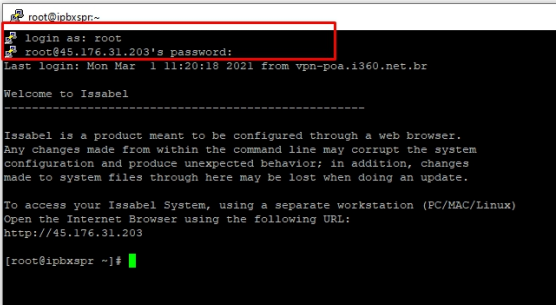 root@ipbxspr:~
login as: root
root@45.176.31.203's password:
Last login: Mon Mar  1 11:20:18 2021 from vpn-poa.i360.net.br
Welcome to Issabel
----------------------------------------------------
Issabel is a product meant to be configured through a web browser.
Any changes made from within the command line may corrupt the system
configuration and produce unexpected behavior; in addition, changes
made to system files through here may be lost when doing an update.
To access your Issabel System, using a separate workstation (PC/MAC/Linux)
Open the Internet Browser using the following URL:
http://45.176.31.203
[root@ipbxspr ~]#